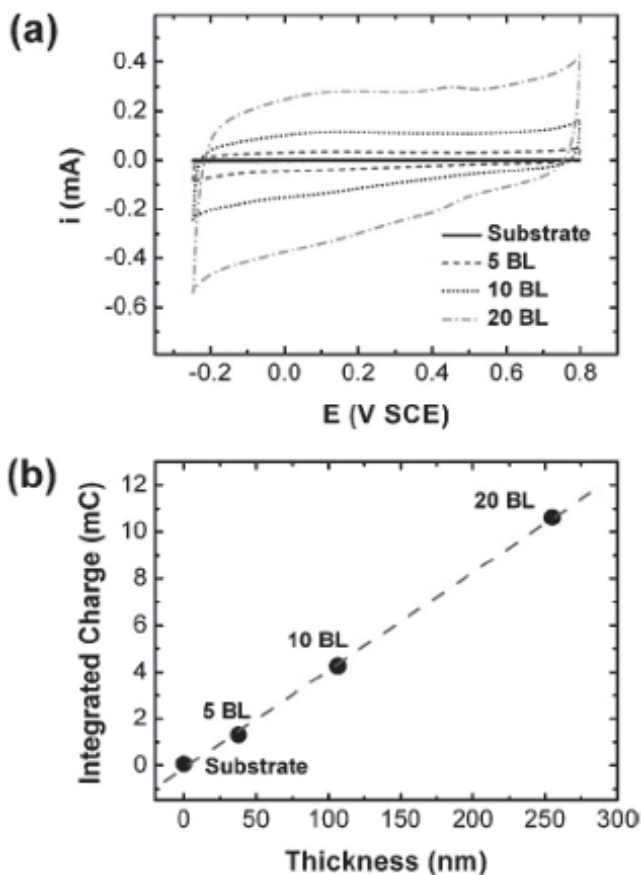 (a)
0.4
0.2
0.0
-0.2
-0.4
-0.6
i (mA)
Substrate
5 BL
10 BL
20 BL
-0.2 0.0 0.2 0.4 0.6 0.8
E (V SCE)
(b)
12
10
8
6
4
2
0
Integrated Charge (mC)
20 BL
10 BL
5 BL
Substrate
0 50 100 150 200 250 300
Thickness (nm)